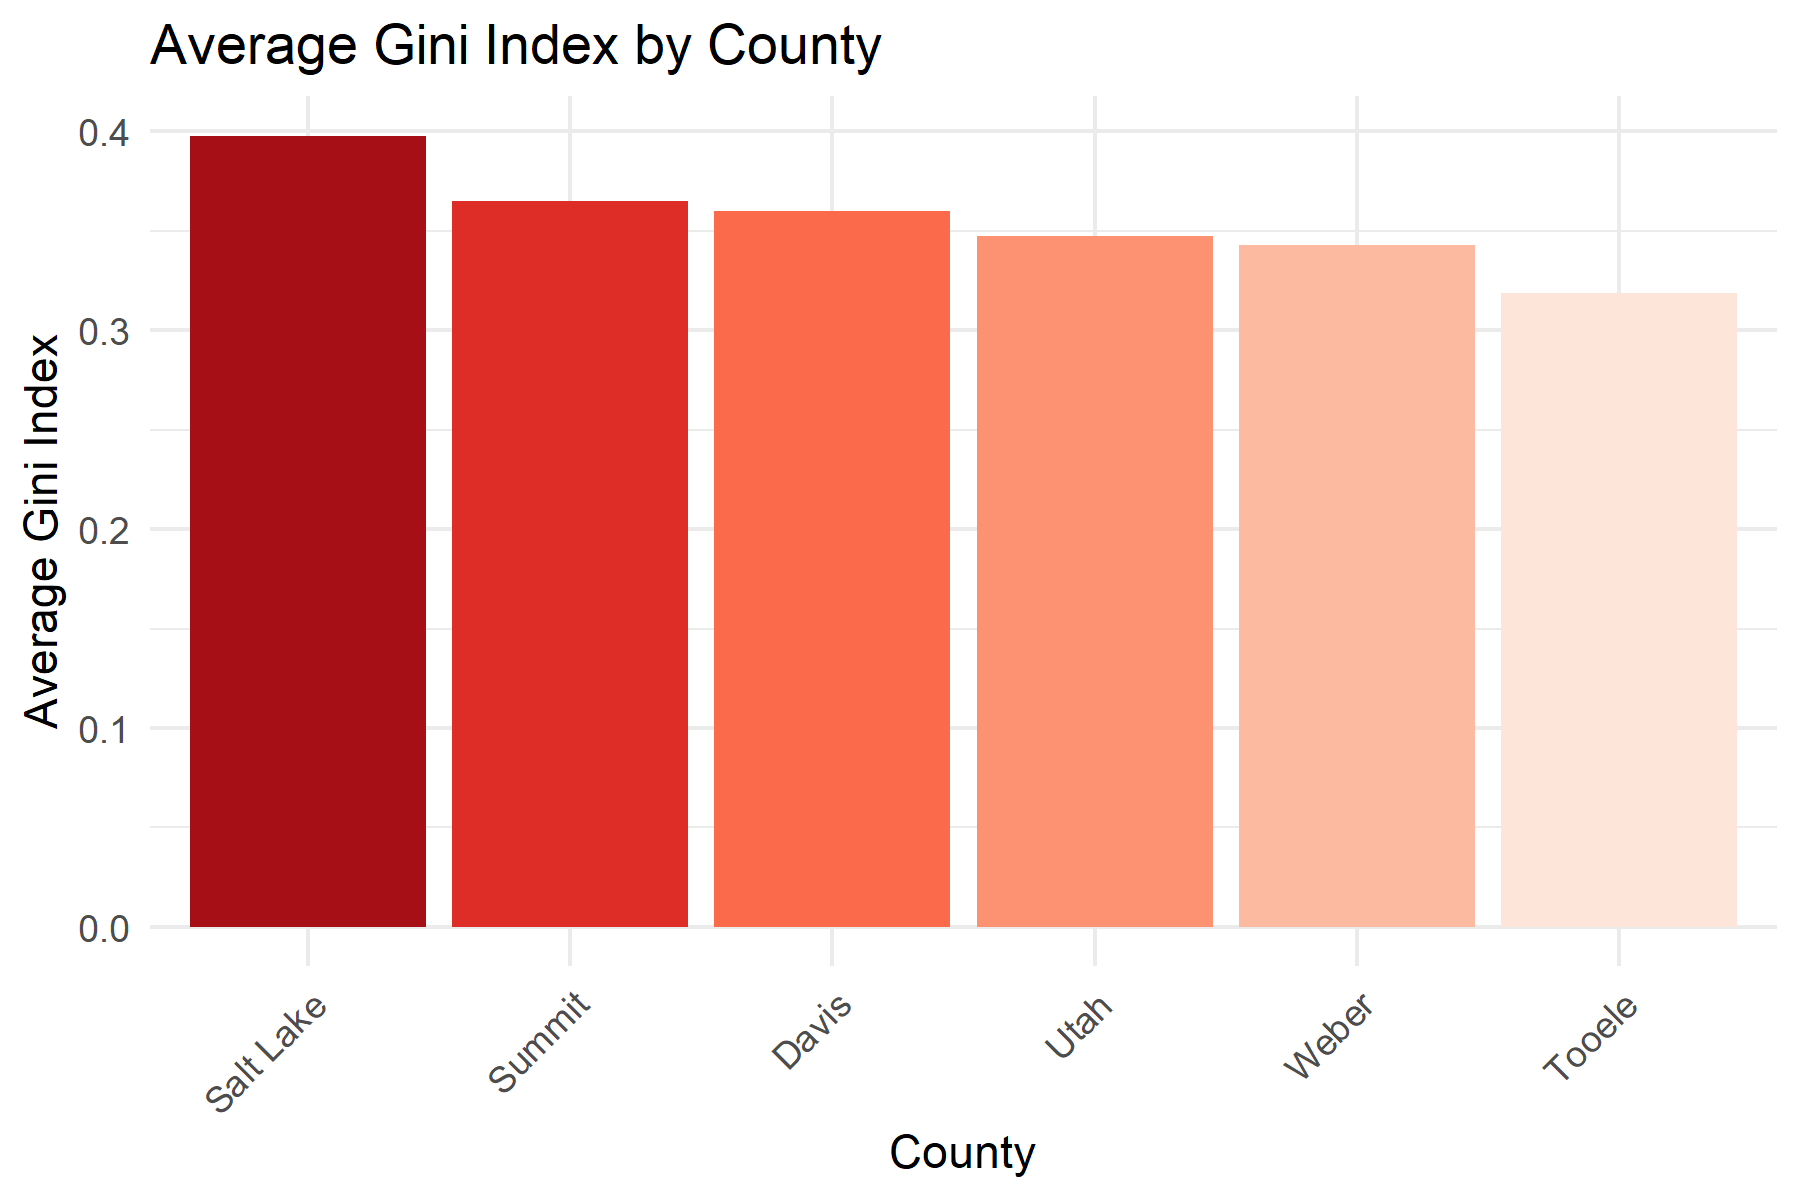 Average Gini Index by County
Average Gini Index
0.4
0.3
0.2
0.1
0.0
Salt Lake
Summit
Davis
Utah
Weber
Tooele
County